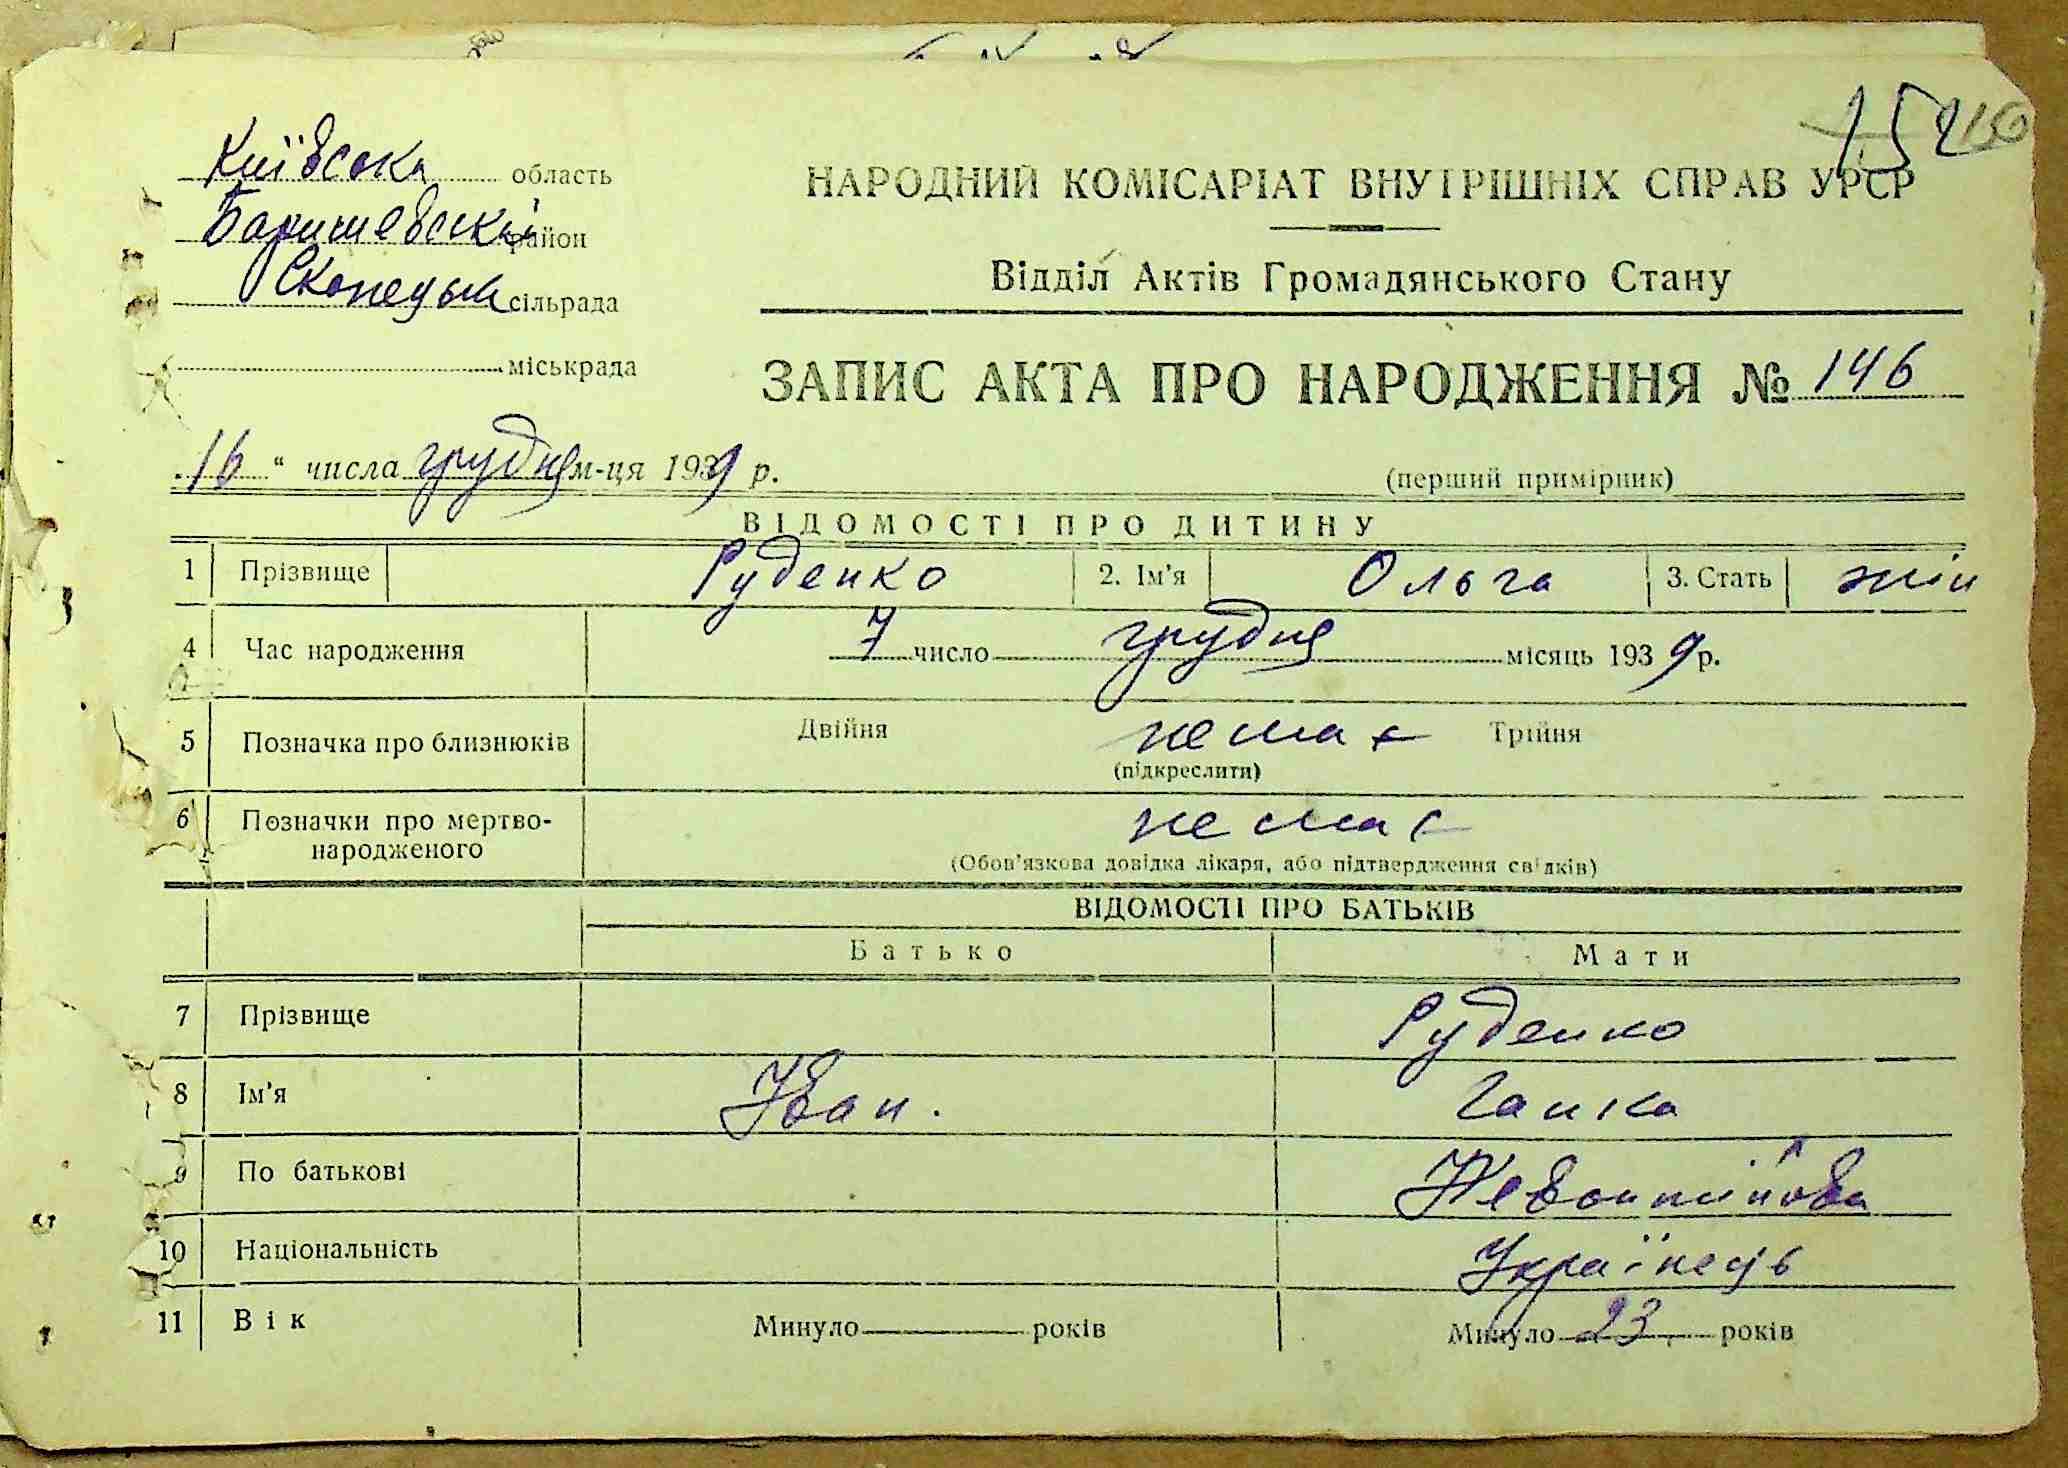 Київська область
Баришевський район
Скопецька сільрада
міськрада
НАРОДНИЙ КОМІСАРІАТ ВНУТРІШНІХ СПРАВ УРСР
Відділ Актів Громадянського Стану
ЗАПИС АКТА ПРО НАРОДЖЕННЯ № 146
16 “ числа грудня м-ця 1939 р.
(перший примірник)
ВІДОМОСТІ ПРО ДИТИНУ
1 Прізвище Руденко 2. Ім'я Ольга 3. Стать жін
4 Час народження 7 число грудня місяць 1939 р.
5 Позначка про близнюків Двійня немає Трійня
(підкреслити)
6 Позначки про мертво-
народженого немає
(Обов'язкова довідка лікаря, або підтвердження свідків)
ВІДОМОСТІ ПРО БАТЬКІВ
Батько Мати
7 Прізвище Руденко
8 Ім'я Іван. Ганка
9 По батькові
10 Національність Українець
11 Вік Минуло років Минуло 23 років